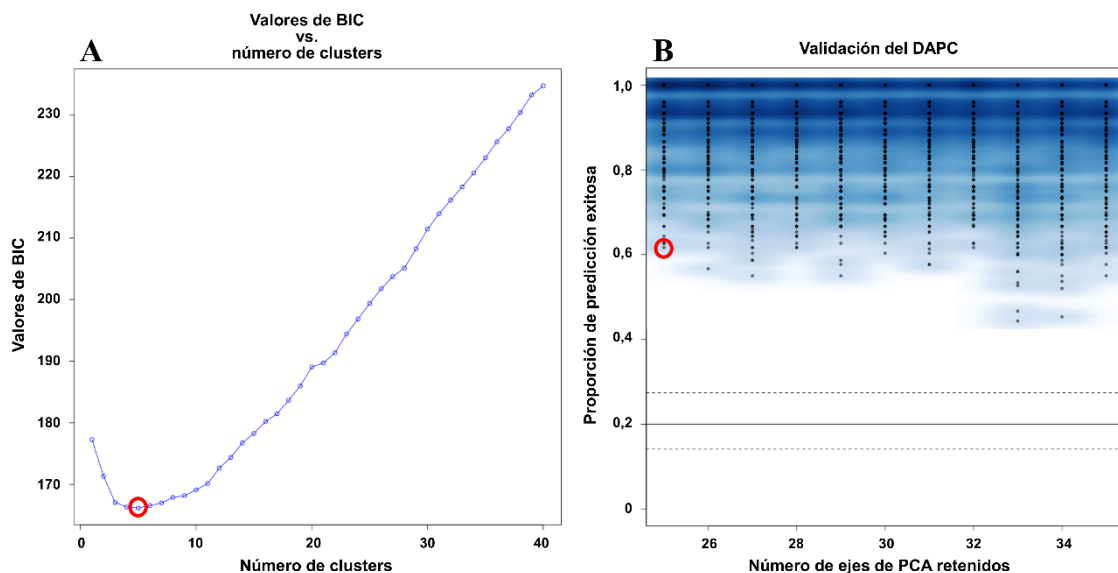 A
Valores de BIC
vs.
número de clusters
Valores de BIC
230
220
210
200
190
180
170
0
10
20
30
40
Número de clusters
B
Validación del DAPC
Proporción de predicción exitosa
1,0
0,8
0,6
0,2
0
26
28
30
32
34
Número de ejes de PCA retenidos